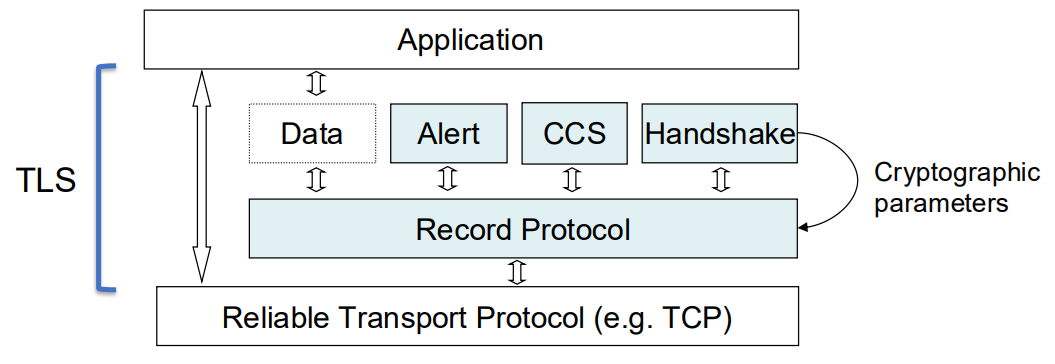 Application
Data
Alert
CCS
Handshake
TLS
Cryptographic
parameters
Record Protocol
Reliable Transport Protocol (e.g. TCP)